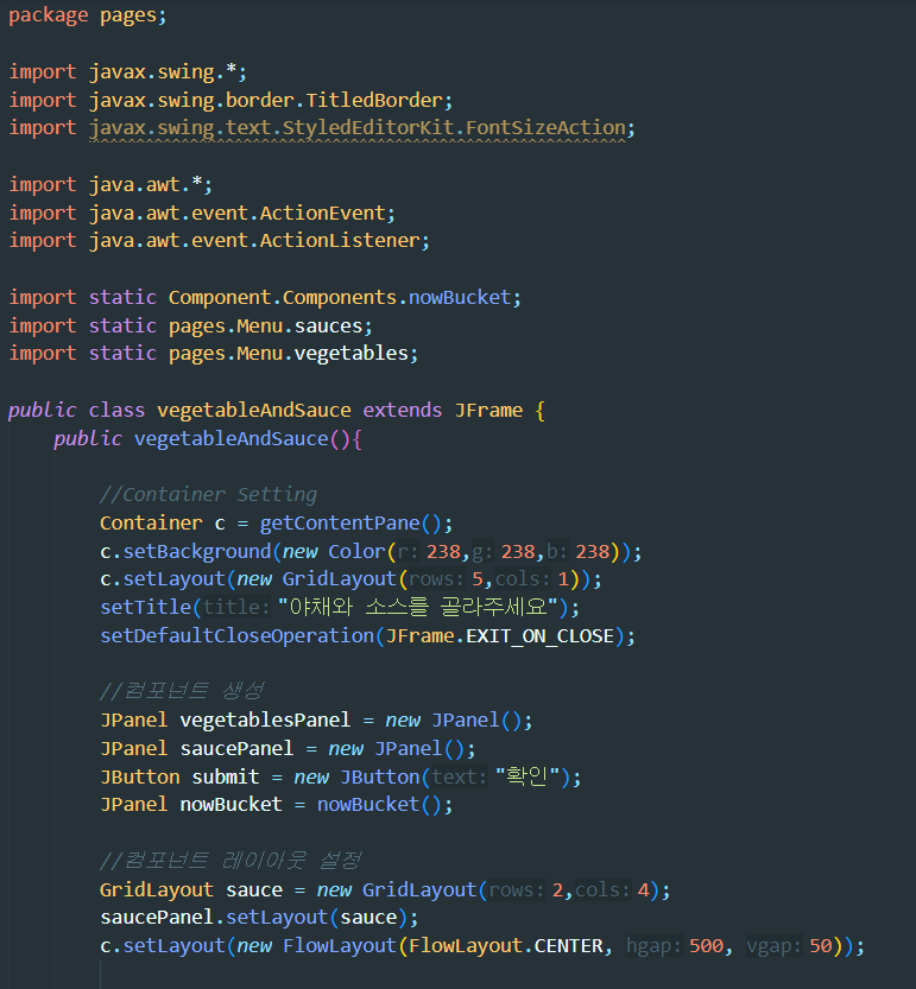 package pages;
import javax.swing.*;
import javax.swing.border.TitledBorder;
import javax.swing.text.StyledEditorKit.FontSizeAction;
import java.awt.*;
import java.awt.event.ActionEvent;
import java.awt.event.ActionListener;
import static Component.Components.nowBucket;
import static pages.Menu.sauces;
import static pages.Menu.vegetables;
public class vegetableAndSauce extends JFrame {
public vegetableAndSauce(){
//Container Setting
Container c = getContentPane();
c.setBackground(new Color(r: 238,g: 238,b: 238));
c.setLayout(new GridLayout(rows: 5,cols: 1));
setTitle(title: "야채와 소스를 골라주세요");
setDefaultCloseOperation(JFrame.EXIT_ON_CLOSE);
//컴포넌트 생성
JPanel vegetablesPanel = new JPanel();
JPanel saucePanel = new JPanel();
JButton submit = new JButton(text: "확인");
JPanel nowBucket = nowBucket();
//컴포넌트 레이아웃 설정
GridLayout sauce = new GridLayout(rows: 2,cols: 4);
saucePanel.setLayout(sauce);
c.setLayout(new FlowLayout(FlowLayout.CENTER, hgap: 500, vgap: 50));